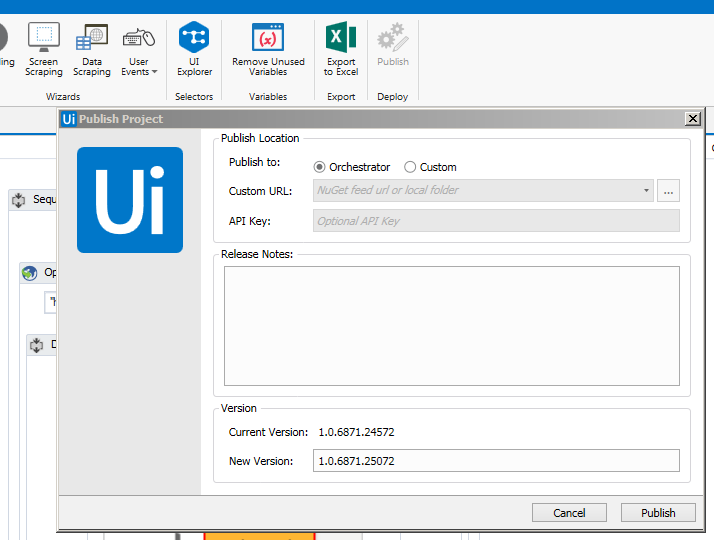 ling
Screen
Scraping
Data
Scraping
User
Events
UI
Explorer
Remove Unused
Variables
Export
to Excel
Publish
Wizards
Selectors
Variables
Export
Deploy
Ui Publish Project
Ui
Publish Location
Publish to: Orchestrator Custom
Custom URL: NuGet feed url or local folder ...
API Key: Optional API Key
Release Notes:
Version
Current Version: 1.0.6871.24572
New Version: 1.0.6871.25072
Cancel Publish
Sequ
Op
D